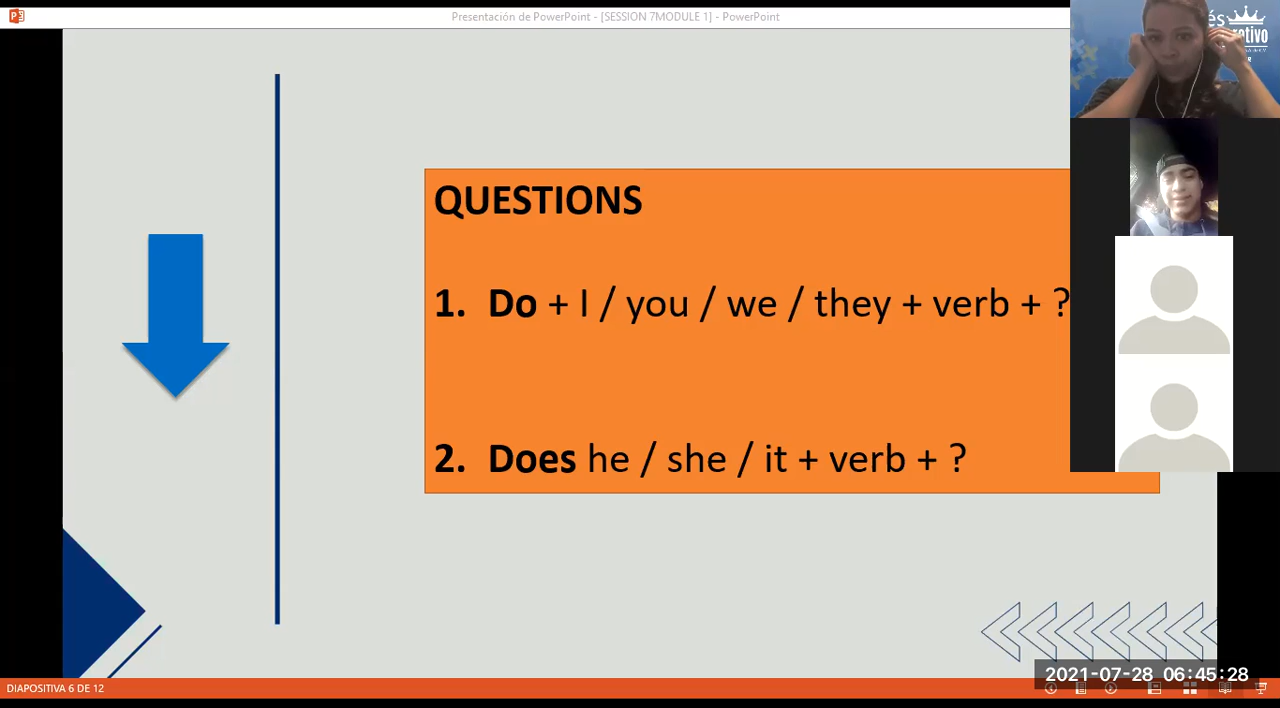 Presentación de PowerPoint - [SESSION 7MODULE 1] - PowerPoint
QUESTIONS
1. Do + I / you / we / they + verb + ?
2. Does he / she / it + verb + ?
2021-07-28 06:45:28
DIAPOSITIVA 6 DE 12